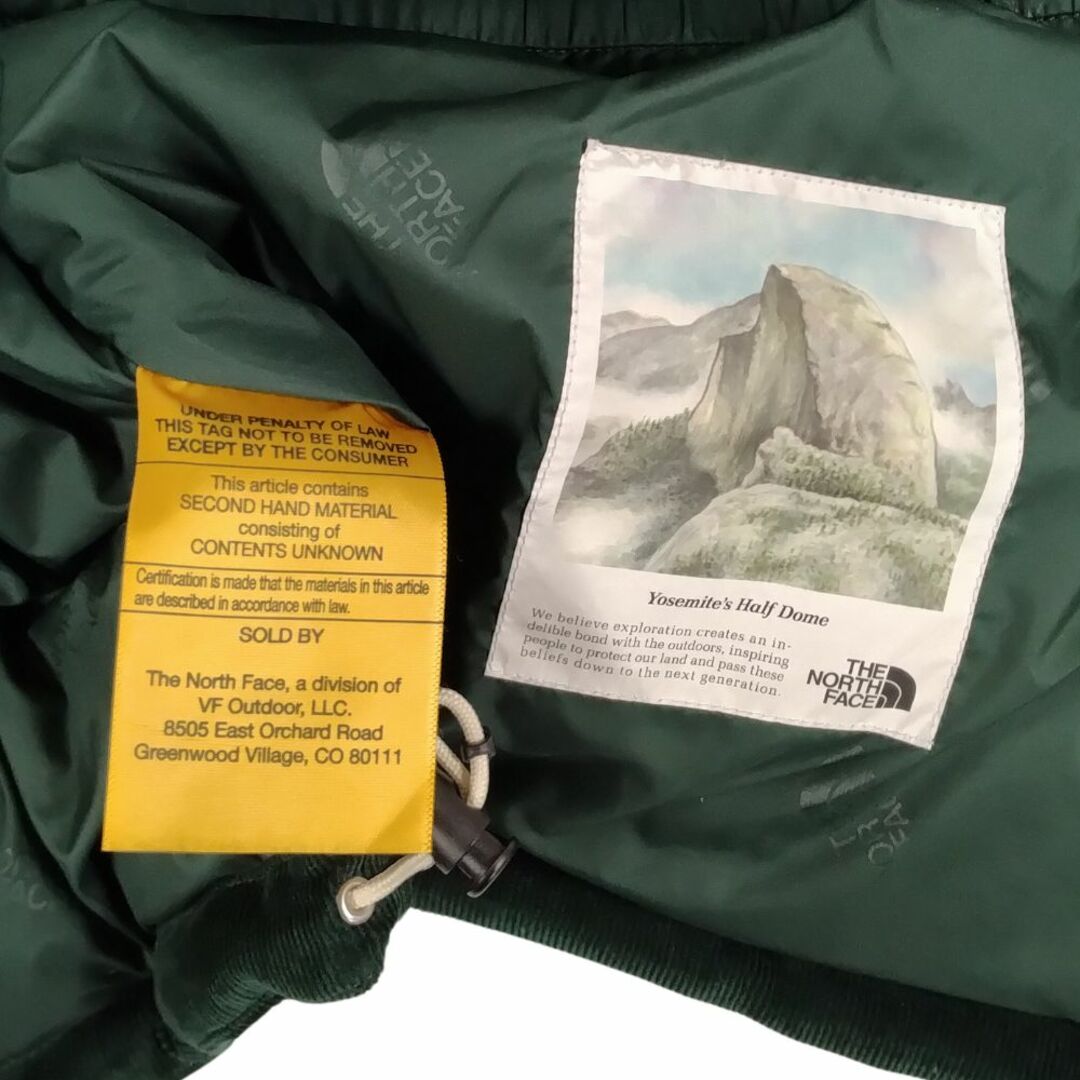 THE
NORTH
FACE
UNDER PENALTY OF LAW
THIS TAG NOT TO BE REMOVED
EXCEPT BY THE CONSUMER
This article contains
SECOND HAND MATERIAL
consisting of
CONTENTS UNKNOWN
Certification is made that the materials in this article
are described in accordance with law.
SOLD BY
The North Face, a division of
VF Outdoor, LLC.
8505 East Orchard Road
Greenwood Village, CO 80111
Yosemite's Half Dome
We believe exploration creates an in-
delible bond with the outdoors, inspiring
people to protect our land and pass these
beliefs down to the next generation.
THE
NORTH
FACE